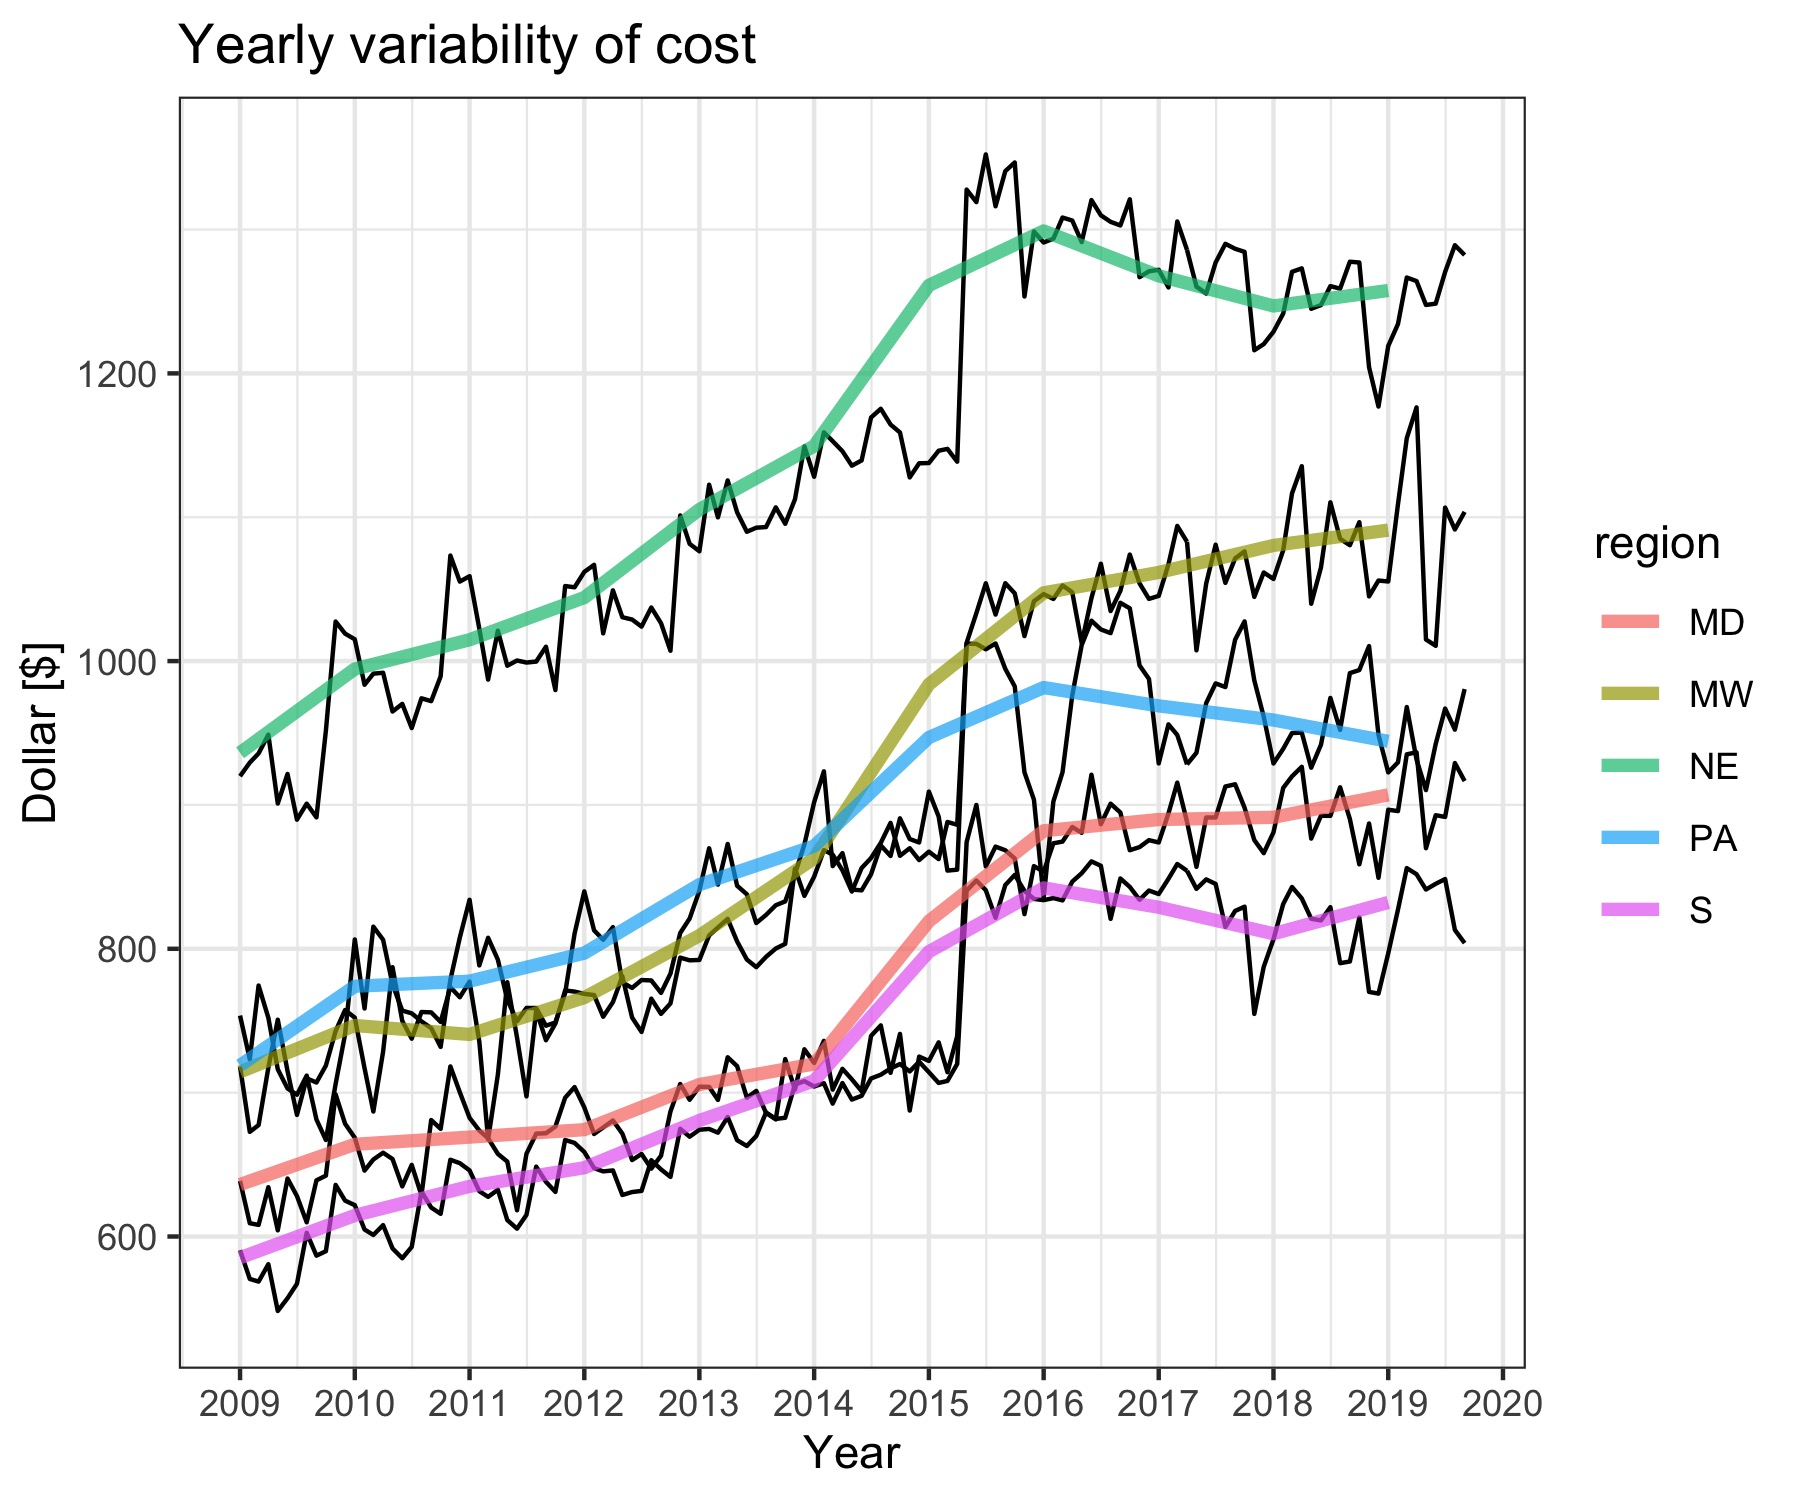 Yearly variability of cost
Dollar [$]
1200
1000
800
600
2009 2010 2011 2012 2013 2014 2015 2016 2017 2018 2019 2020
Year
region
MD
MW
NE
PA
S